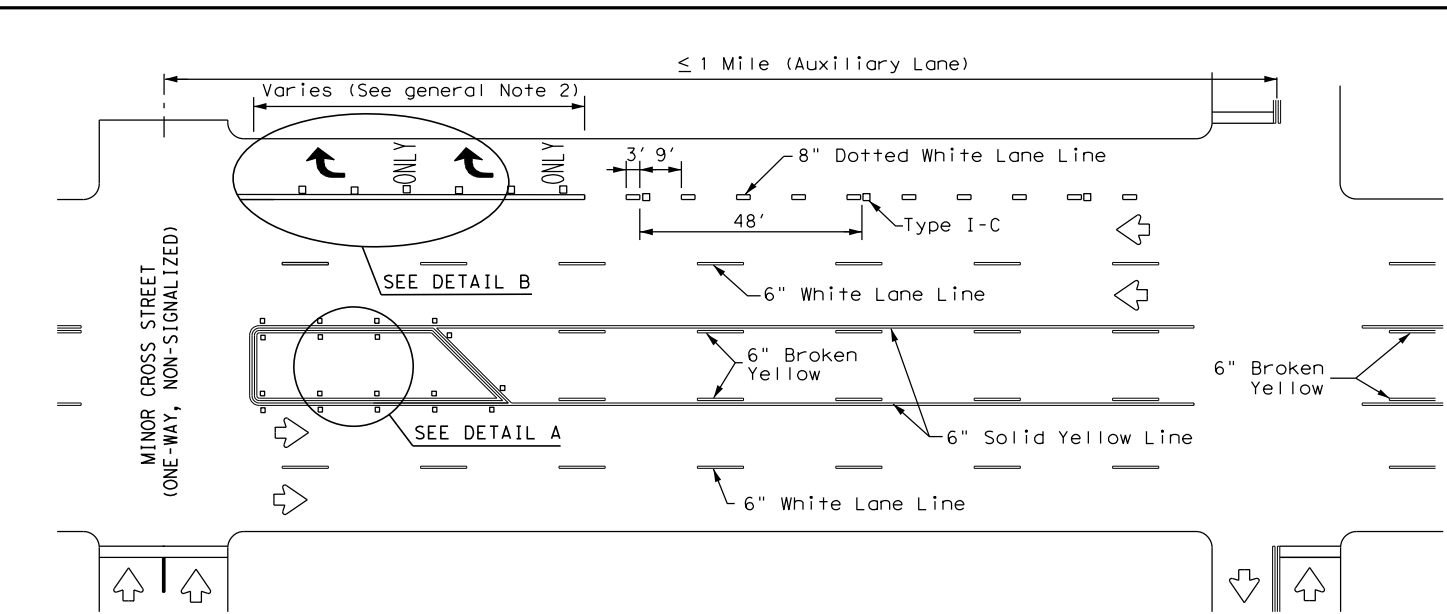 ≤ 1 Mile (Auxiliary Lane)
Varies (See general Note 2)
ONLY
ONLY
3' 9'
8" Dotted White Lane Line
48'
Type I-C
SEE DETAIL B
6" White Lane Line
MINOR CROSS STREET
(ONE-WAY, NON-SIGNALIZED)
6" Broken
Yellow
6" Broken
Yellow
SEE DETAIL A
6" Solid Yellow Line
6" White Lane Line